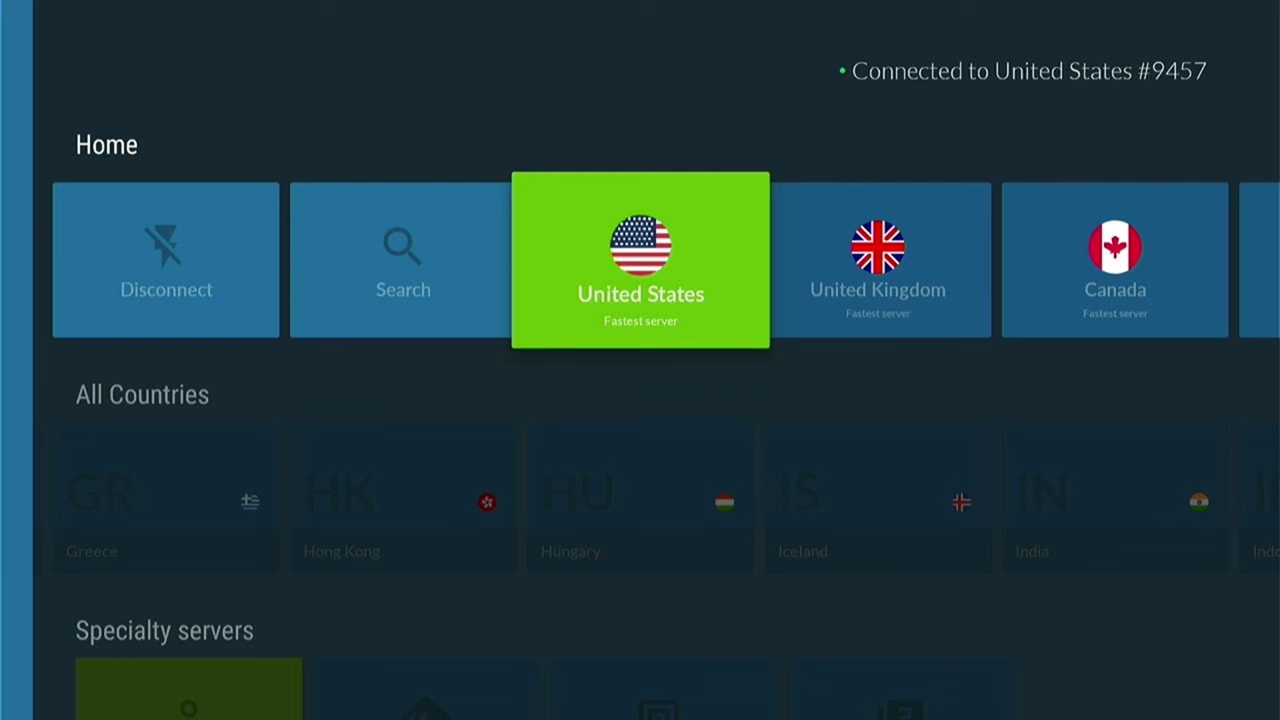 Connected to United States #9457
Home
Disconnect
Search
United States
Fastest server
United Kingdom
Fastest server
Canada
Fastest server
All Countries
GR
Greece
HK
Hong Kong
HU
Hungary
IS
Iceland
IN
India
I
Indo
Specialty servers